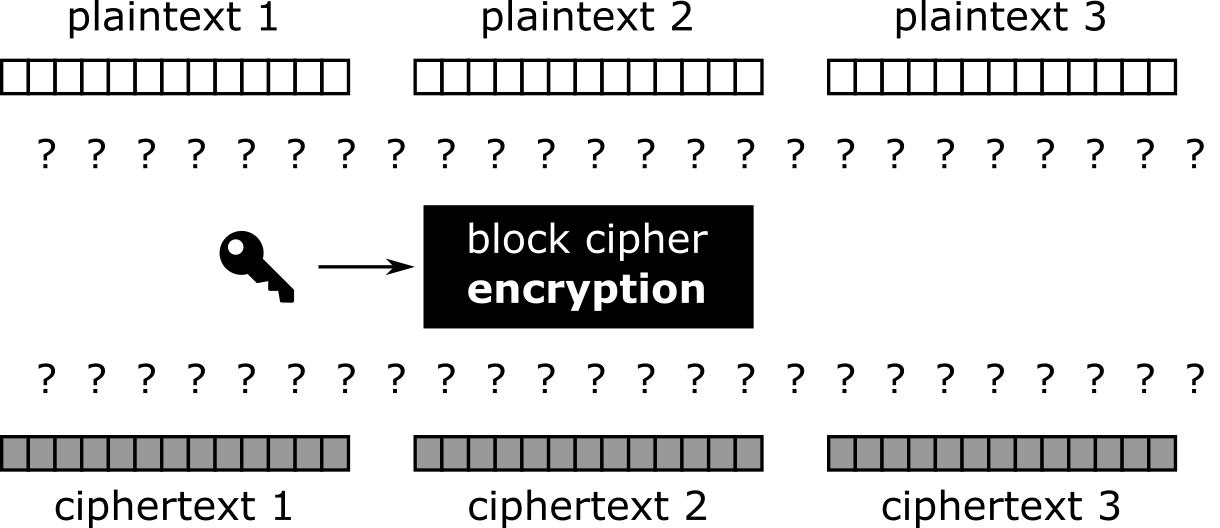 plaintext 1 plaintext 2 plaintext 3
? ? ? ? ? ? ? ? ? ? ? ? ? ? ? ? ? ? ? ? ? ? ? ?
block cipher
encryption
? ? ? ? ? ? ? ? ? ? ? ? ? ? ? ? ? ? ? ? ? ? ? ?
ciphertext 1 ciphertext 2 ciphertext 3